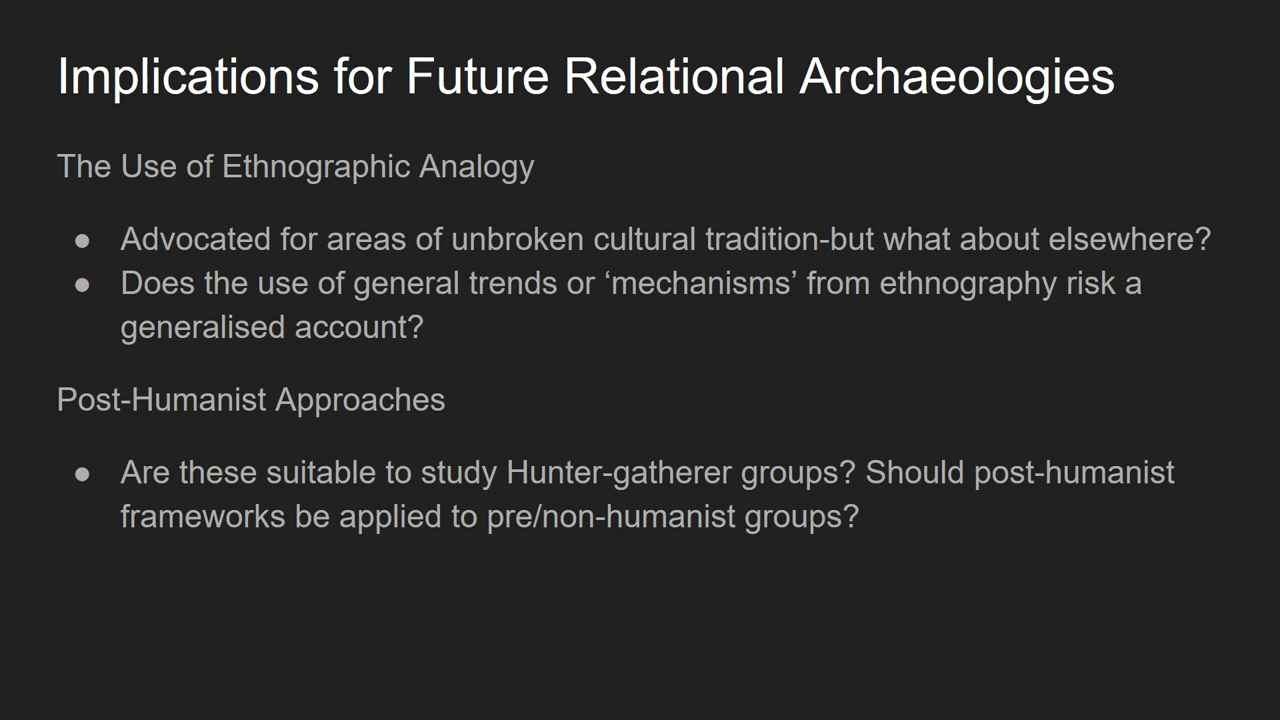 Implications for Future Relational Archaeologies
The Use of Ethnographic Analogy
● Advocated for areas of unbroken cultural tradition-but what about elsewhere?
● Does the use of general trends or ‘mechanisms’ from ethnography risk a
generalised account?
Post-Humanist Approaches
● Are these suitable to study Hunter-gatherer groups? Should post-humanist
frameworks be applied to pre/non-humanist groups?